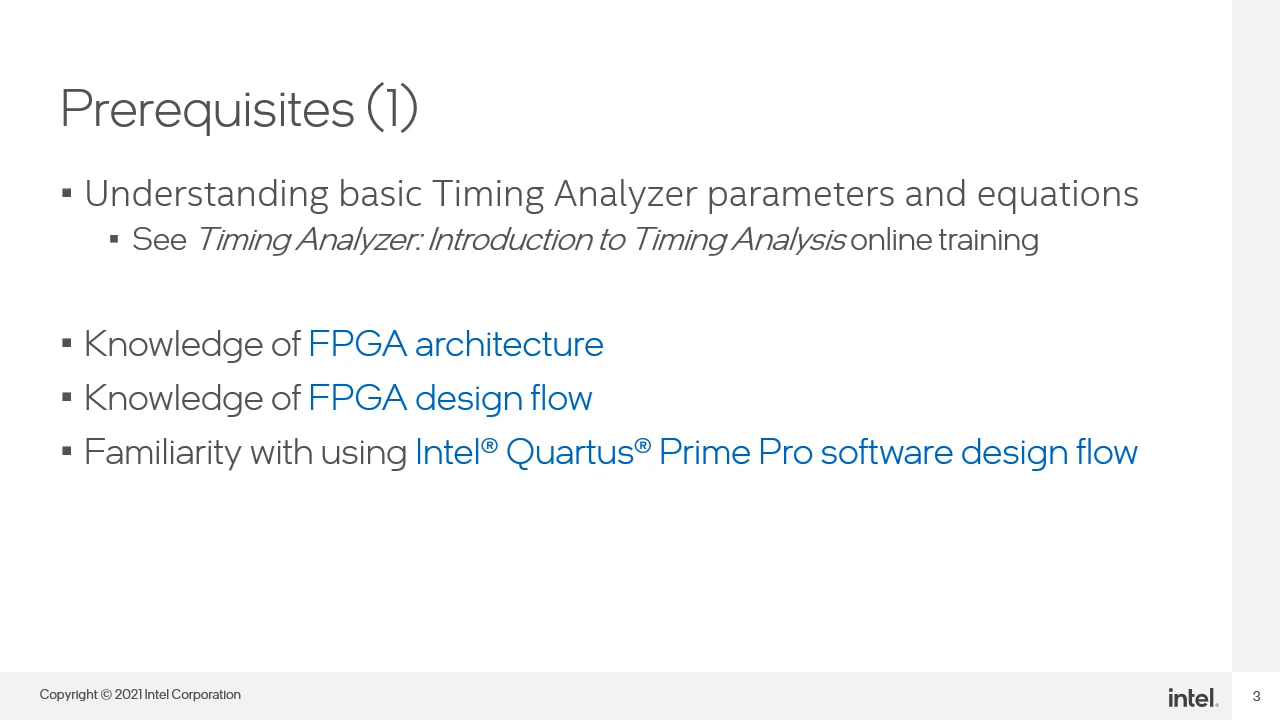 Prerequisites (1)
▪ Understanding basic Timing Analyzer parameters and equations
▪ See Timing Analyzer: Introduction to Timing Analysis online training
▪ Knowledge of FPGA architecture
▪ Knowledge of FPGA design flow
▪ Familiarity with using Intel® Quartus® Prime Pro software design flow
Copyright © 2021 Intel Corporation
intel®
3